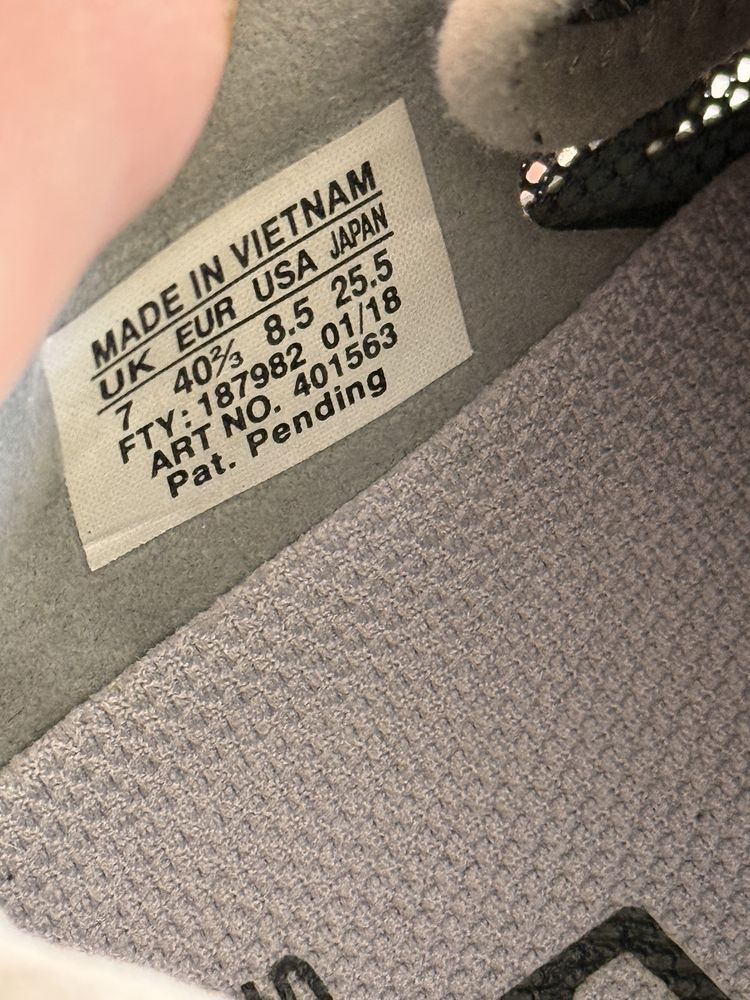 MADE IN VIETNAM
UK EUR USA JAPAN
7 40⅔ 8.5 25.5
FTY: 187982 01/18
ART NO. 401563
Pat. Pending